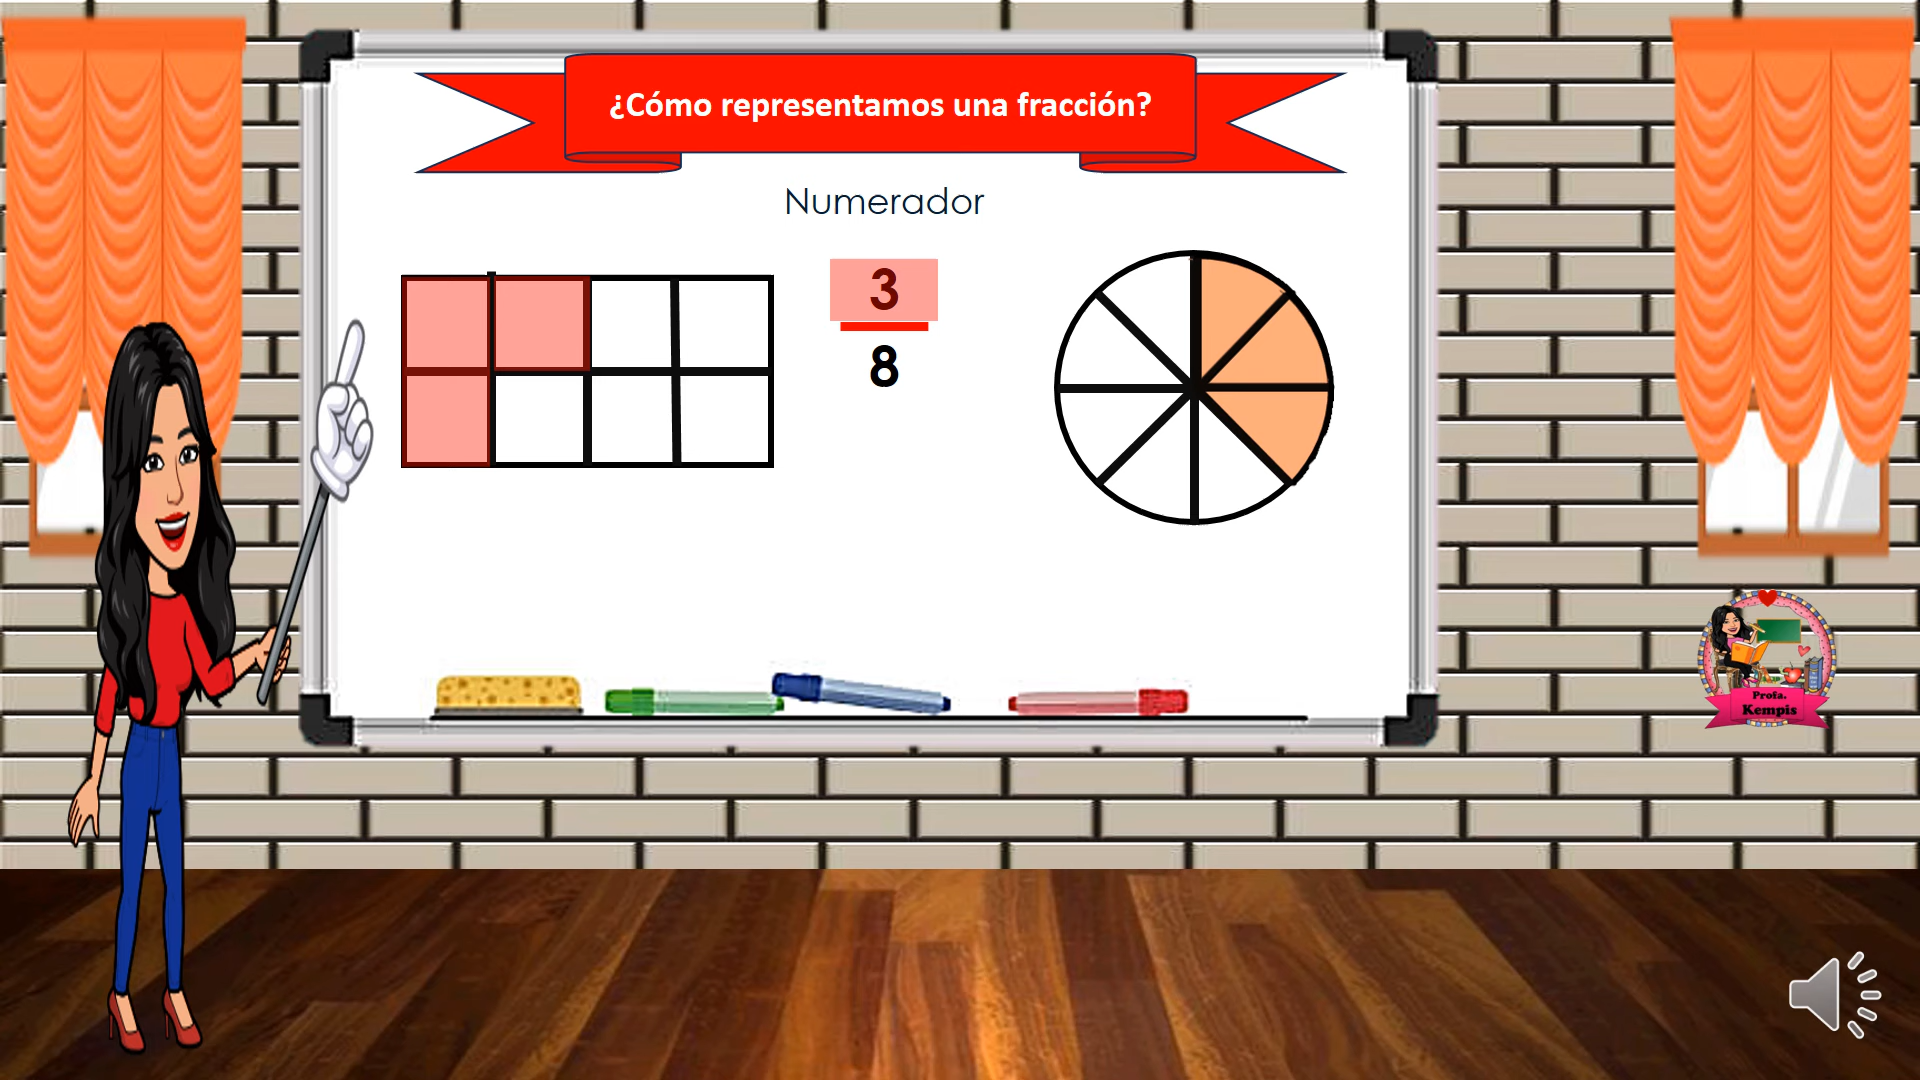 ¿Cómo representamos una fracción?
Numerador
3
8
Profa.
Kempis